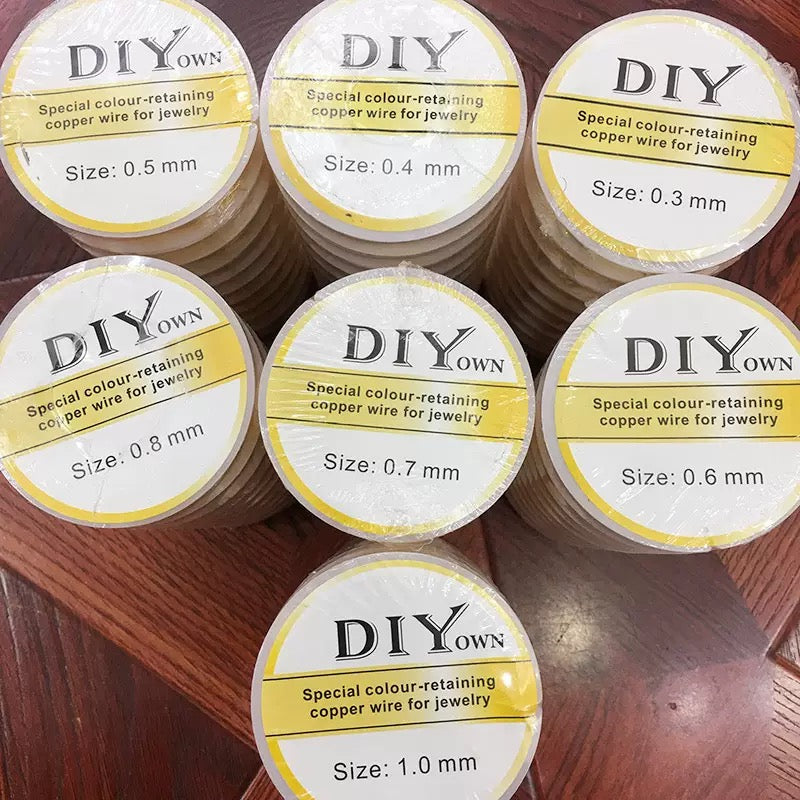 DIYOWN
Special colour-retaining
copper wire for jewelry
Size: 0.5 mm
DIY
Special colour-retaining
copper wire for jewelry
Size: 0.4 mm
DIY
Special colour-retaining
copper wire for jewelry
Size: 0.3 mm
DIYOWN
Special colour-retaining
copper wire for jewelry
Size: 0.8 mm
DIYOWN
Special colour-retaining
copper wire for jewelry
Size: 0.7 mm
DIYOWN
Special colour-retaining
copper wire for jewelry
Size: 0.6 mm
DIYOWN
Special colour-retaining
copper wire for jewelry
Size: 1.0 mm